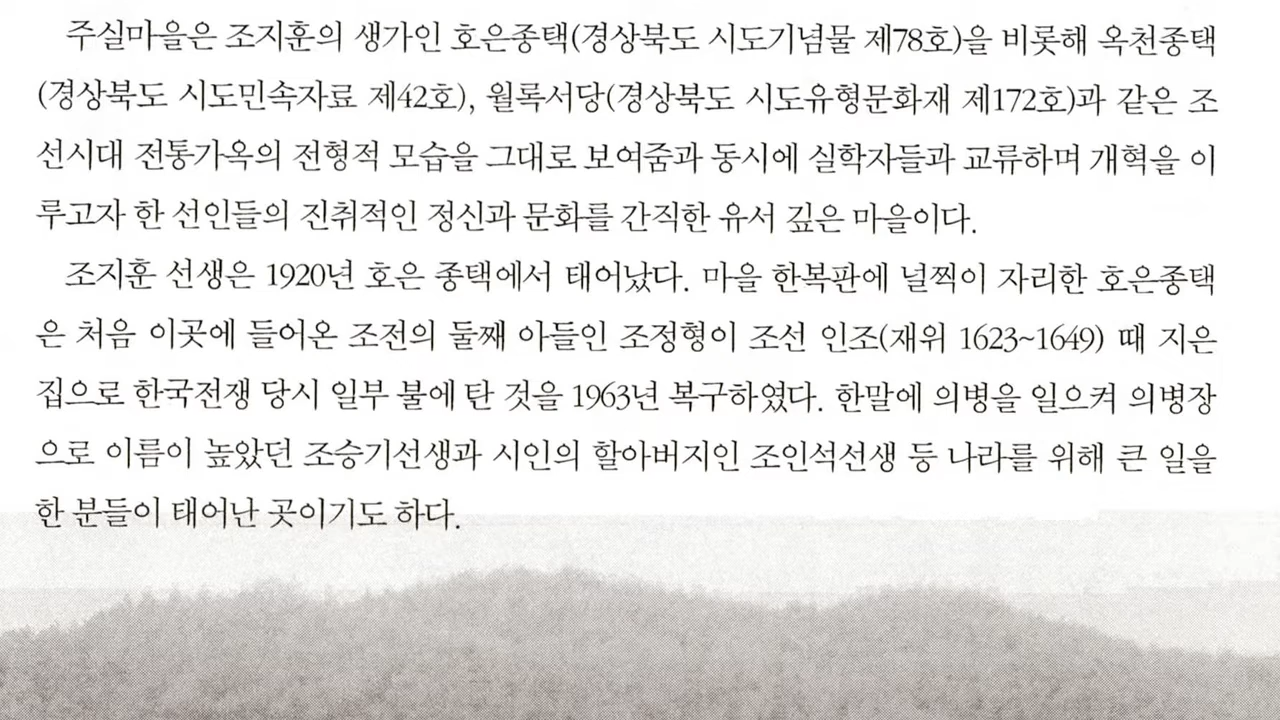 주실마을은 조지훈의 생가인 호은종택(경상북도 시도기념물 제78호)을 비롯해 옥천종택
(경상북도 시도민속자료 제42호), 월록서당(경상북도 시도유형문화재 제172호)과 같은 조
선시대 전통가옥의 전형적 모습을 그대로 보여줌과 동시에 실학자들과 교류하며 개혁을 이
루고자 한 선인들의 진취적인 정신과 문화를 간직한 유서 깊은 마을이다.
조지훈 선생은 1920년 호은 종택에서 태어났다. 마을 한복판에 널찍이 자리한 호은종택
은 처음 이곳에 들어온 조전의 둘째 아들인 조정형이 조선 인조(재위 1623~1649) 때 지은
집으로 한국전쟁 당시 일부 불에 탄 것을 1963년 복구하였다. 한말에 의병을 일으켜 의병장
으로 이름이 높았던 조승기선생과 시인의 할아버지인 조인석선생 등 나라를 위해 큰 일을
한 분들이 태어난 곳이기도 하다.